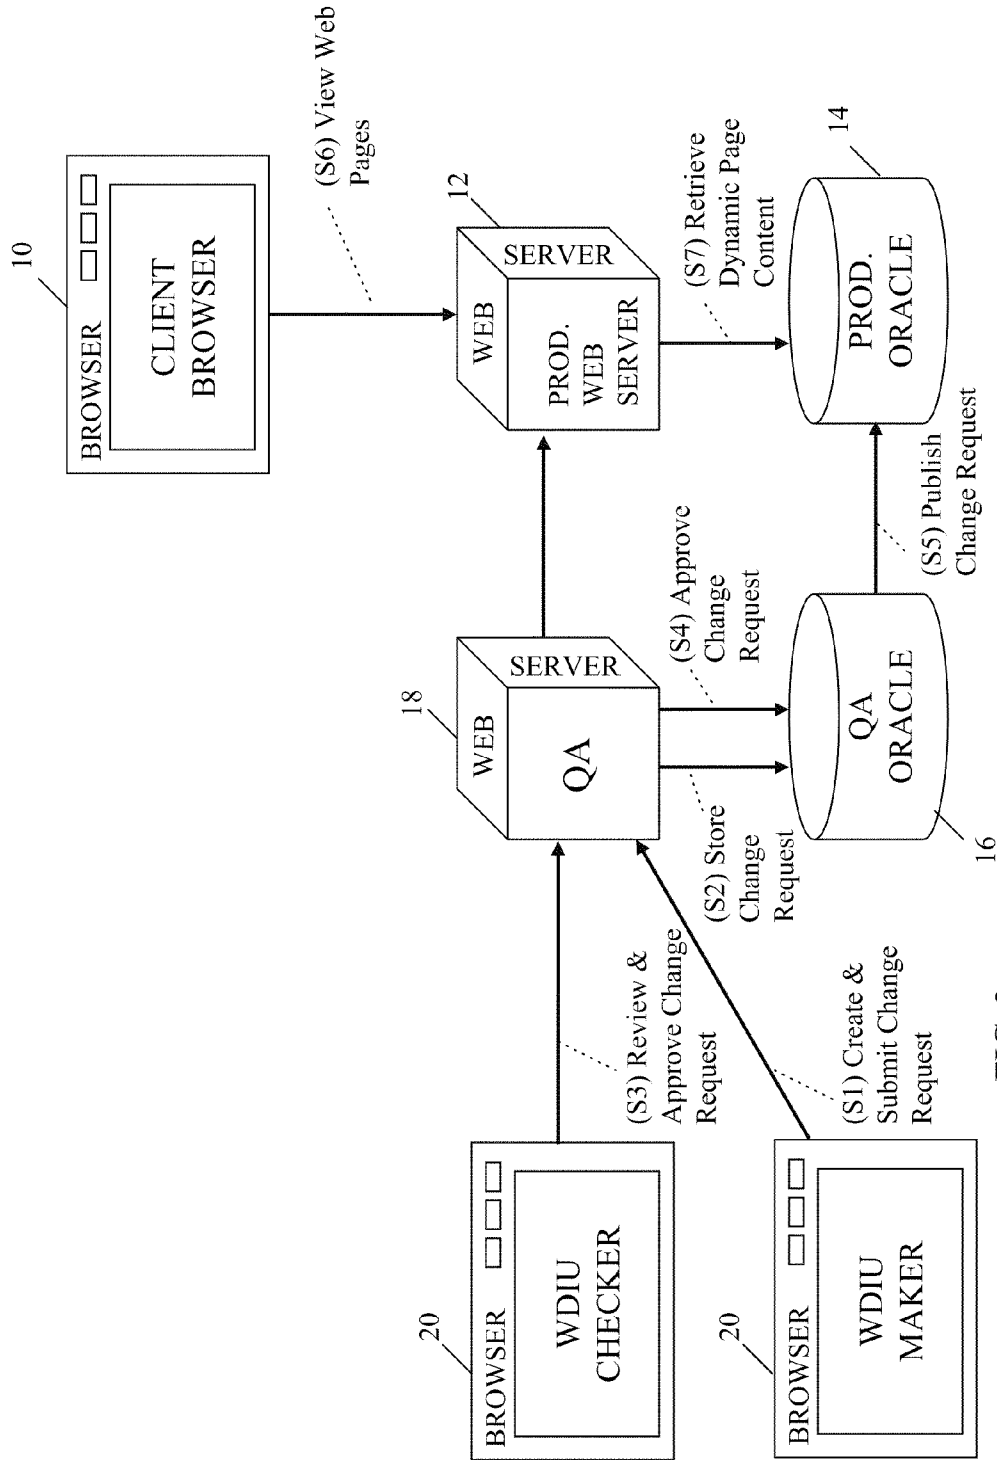 10
BROWSER
CLIENT
BROWSER
(S6) View Web
Pages
20
BROWSER
WDIU
CHECKER
(S3) Review &
Approve Change
Request
18
WEB
SERVER
QA
12
WEB
SERVER
PROD.
WEB
SERVER
20
BROWSER
WDIU
MAKER
(S1) Create &
Submit Change
Request
(S2) Store
Change
Request
(S4) Approve
Change
Request
(S7) Retrieve
Dynamic Page
Content
16
QA
ORACLE
(S5) Publish
Change Request
14
PROD.
ORACLE